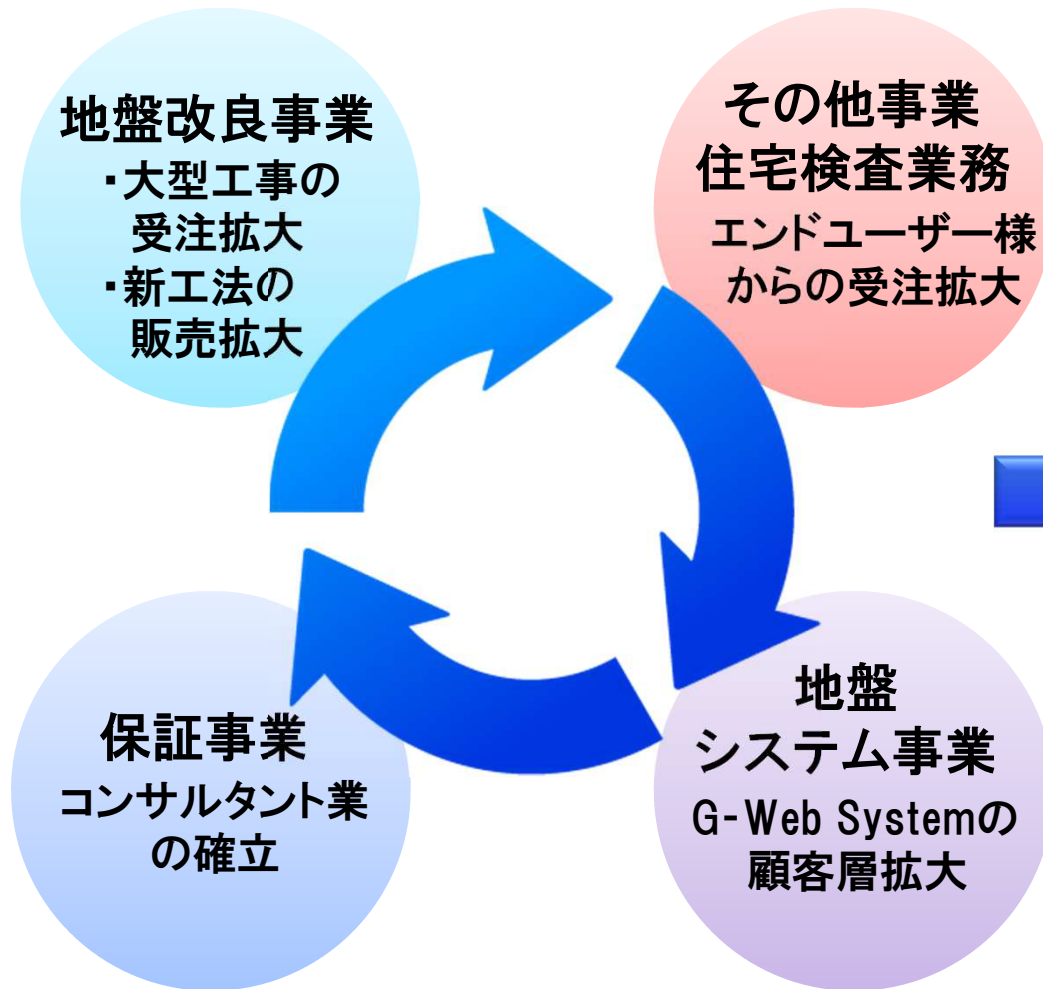 地盤改良事業
・大型工事の
受注拡大
・新工法の
販売拡大
その他事業
住宅検査業務
エンドユーザー様
からの受注拡大
保証事業
コンサルタント業
の確立
地盤
システム事業
G-Web Systemの
顧客層拡大